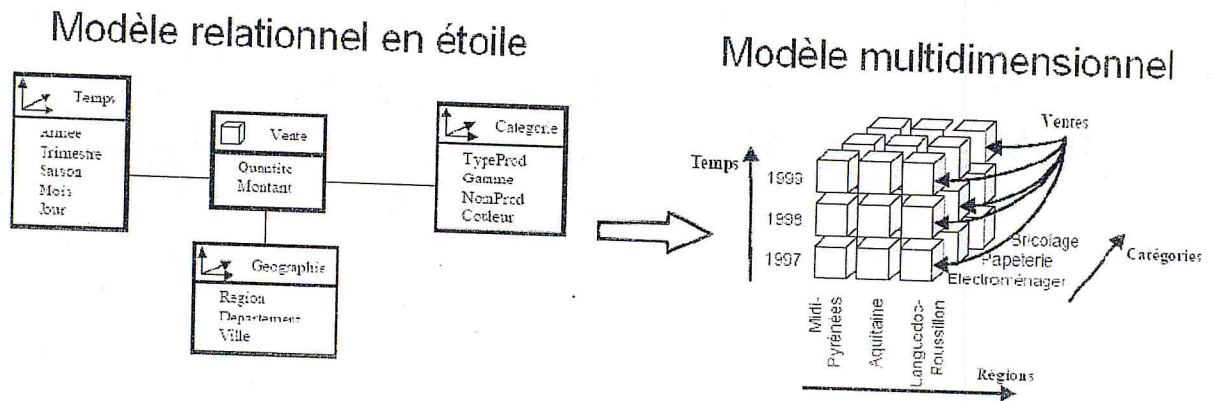 Modèle relationnel en étoile
Temps
Année
Trimestre
Saison
Mois
Jour
Vente
Quantite
Montant
Categorie
TypeProd
Gamme
NomProd
Couleur
Geographie
Region
Departement
Ville
Modèle multidimensionnel
Temps
1999
1998
1997
Ventes
Bricolage
Papeterie
Electroménager
Catégories
Midi-
Pyrénées
Aquitaine
Languedoc-
Roussillon
Régions